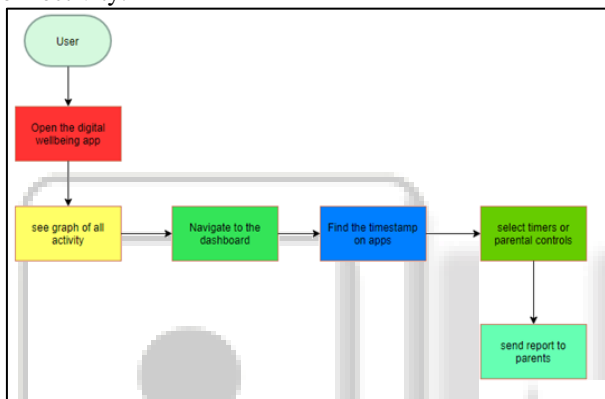 User
Open the digital
wellbeing app
see graph of all
activity
Navigate to the
dashboard
Find the timestamp
on apps
select timers or
parental controls
send report to
parents